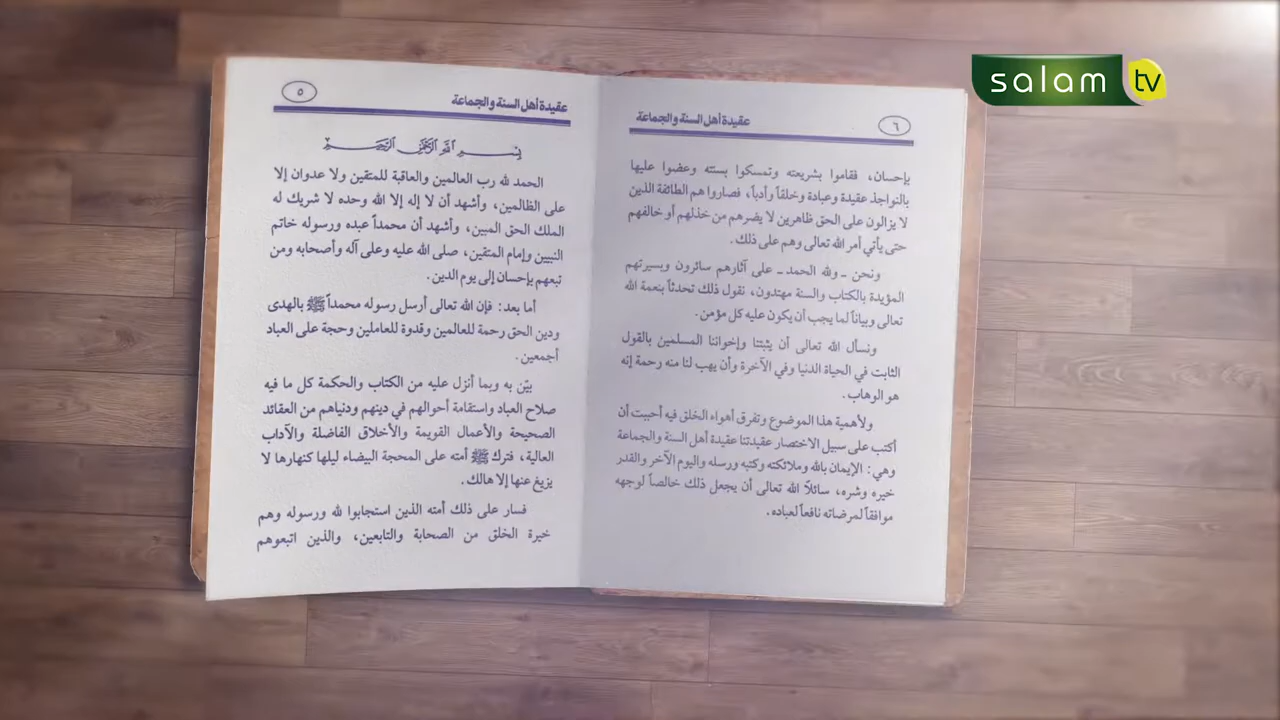 salam tv
٥
عقيدة أهل السنة والجماعة
بسم الله الرحمن الرحيم
الحمد لله رب العالمين والعاقبة للمتقين ولا عدوان إلا
على الظالمين، وأشهد أن لا إله إلا الله وحده لا شريك له
الملك الحق المبين، وأشهد أن محمداً عبده ورسوله خاتم
النبيين وإمام المتقين، صلى الله عليه وعلى آله وأصحابه ومن
تبعهم بإحسان إلى يوم الدين.
أما بعد: فإن الله تعالى أرسل رسوله محمداً ﷺ بالهدى
ودين الحق رحمة للعالمين وقدوة للعاملين وحجة على العباد
أجمعين.
بيّن به وبما أنزل عليه من الكتاب والحكمة كل ما فيه
صلاح العباد واستقامة أحوالهم في دينهم ودنياهم من العقائد
الصحيحة والأعمال القويمة والأخلاق الفاضلة والآداب
العالية، فترك ﷺ أمته على المحجة البيضاء ليلها كنهارها لا
يزيغ عنها إلا هالك.
فسار على ذلك أمته الذين استجابوا لله ورسوله وهم
خيرة الخلق من الصحابة والتابعين، والذين اتبعوهم
عقيدة أهل السنة والجماعة
٦
بإحسان، فقاموا بشريعته وتمسكوا بسنته وعضوا عليها
بالنواجذ عقيدة وعبادة وخلقاً وأدباً، فصاروا هم الطائفة الذين
لا يزالون على الحق ظاهرين لا يضرهم من خذلهم أو خالفهم
حتى يأتي أمر الله تعالى وهم على ذلك.
ونحن ـ ولله الحمد ـ على آثارهم سائرون وبسيرتهم
المؤيدة بالكتاب والسنة مهتدون، نقول ذلك تحدثاً بنعمة الله
تعالى وبياناً لما يجب أن يكون عليه كل مؤمن.
ونسأل الله تعالى أن يثبتنا وإخواننا المسلمين بالقول
الثابت في الحياة الدنيا وفي الآخرة وأن يهب لنا منه رحمة إنه
هو الوهاب.
ولأهمية هذا الموضوع وتفرق أهواء الخلق فيه أحببت أن
أكتب على سبيل الاختصار عقيدتنا عقيدة أهل السنة والجماعة
وهي: الإيمان بالله وملائكته وكتبه ورسله واليوم الآخر والقدر
خيره وشره، سائلاً الله تعالى أن يجعل ذلك خالصاً لوجهه
موافقاً لمرضاته نافعاً لعباده.